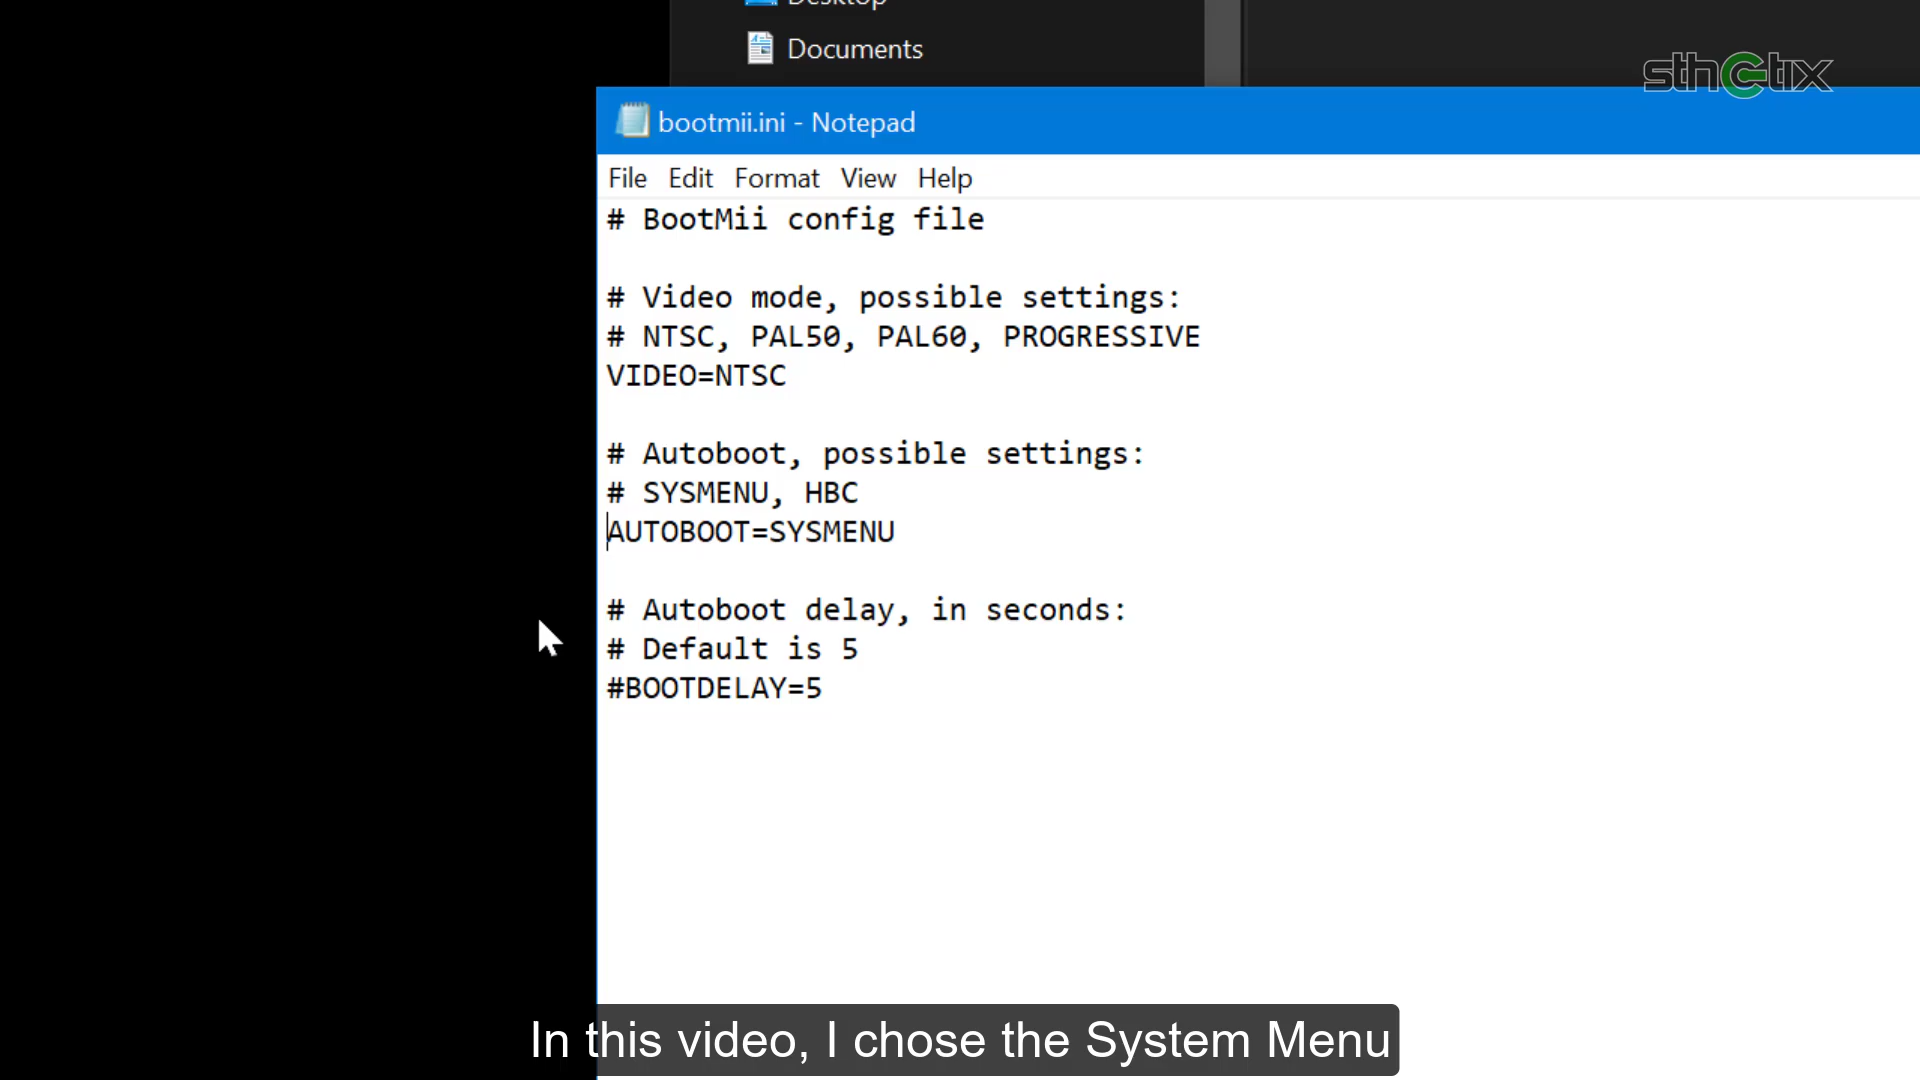 Desktop
Documents
sthetix
bootmii.ini - Notepad
File Edit Format View Help
# BootMii config file
# Video mode, possible settings:
# NTSC, PAL50, PAL60, PROGRESSIVE
VIDEO=NTSC
# Autoboot, possible settings:
# SYSMENU, HBC
AUTOBOOT=SYSMENU
# Autoboot delay, in seconds:
# Default is 5
#BOOTDELAY=5
In this video, I chose the System Menu